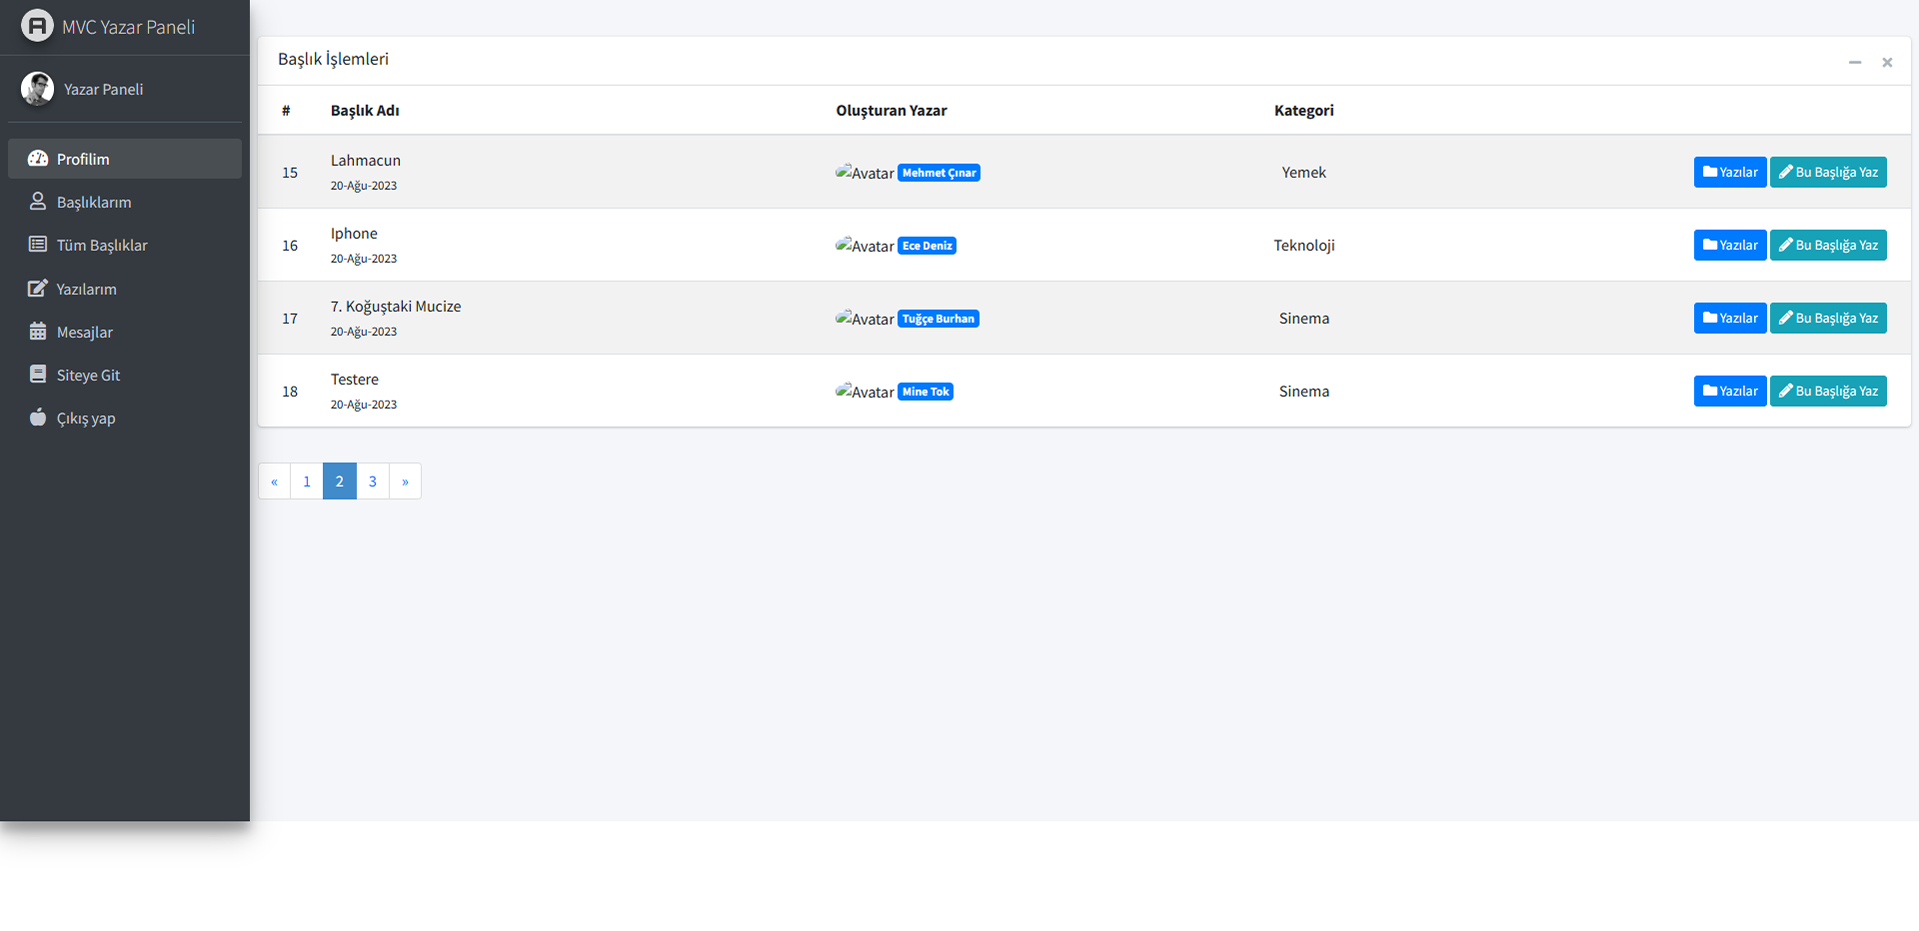 MVC Yazar Paneli
Yazar Paneli
Profilim
Başlıklarım
Tüm Başlıklar
Yazılarım
Mesajlar
Siteye Git
Çıkış yap
Başlık İşlemleri
# Başlık Adı Oluşturan Yazar Kategori
15 Lahmacun 20-Ağu-2023 Avatar Mehmet Çınar Yemek Yazılar Bu Başlığa Yaz
16 Iphone 20-Ağu-2023 Avatar Ece Deniz Teknoloji Yazılar Bu Başlığa Yaz
17 7. Koğuştaki Mucize 20-Ağu-2023 Avatar Tuğçe Burhan Sinema Yazılar Bu Başlığa Yaz
18 Testere 20-Ağu-2023 Avatar Mine Tok Sinema Yazılar Bu Başlığa Yaz
« 1 2 3 »